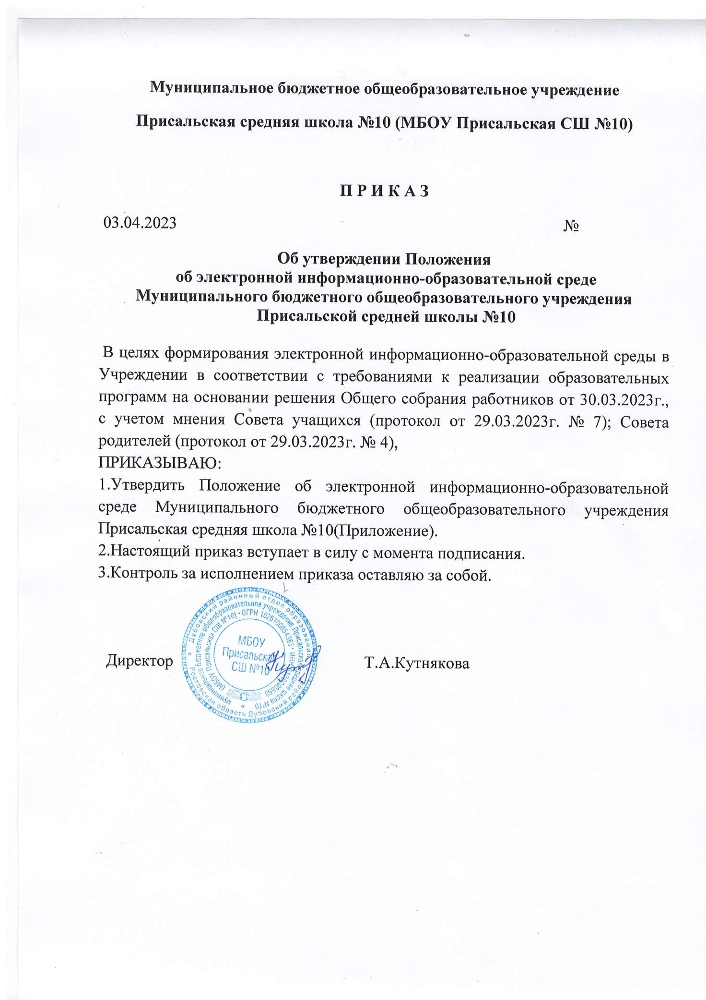 Муниципальное бюджетное общеобразовательное учреждение
Присальская средняя школа №10 (МБОУ Присальская СШ №10)
П Р И К А З
03.04.2023 №
Об утверждении Положения
об электронной информационно-образовательной среде
Муниципального бюджетного общеобразовательного учреждения
Присальской средней школы №10
В целях формирования электронной информационно-образовательной среды в
Учреждении в соответствии с требованиями к реализации образовательных
программ на основании решения Общего собрания работников от 30.03.2023г.,
с учетом мнения Совета учащихся (протокол от 29.03.2023г. № 7); Совета
родителей (протокол от 29.03.2023г. № 4),
ПРИКАЗЫВАЮ:
1.Утвердить Положение об электронной информационно-образовательной
среде Муниципального бюджетного общеобразовательного учреждения
Присальская средняя школа №10(Приложение).
2.Настоящий приказ вступает в силу с момента подписания.
3.Контроль за исполнением приказа оставляю за собой.
Директор Т.А.Кутнякова
МБОУ
Присальская
СШ №10
Дубовский районный отдел образования
Ростовская область Дубовский район
муниципальное бюджетное общеобразовательное учреждение Присальская средняя школа №10
(МБОУ Присальская СШ №10) • ОГРН 1026100854363 • ИНН